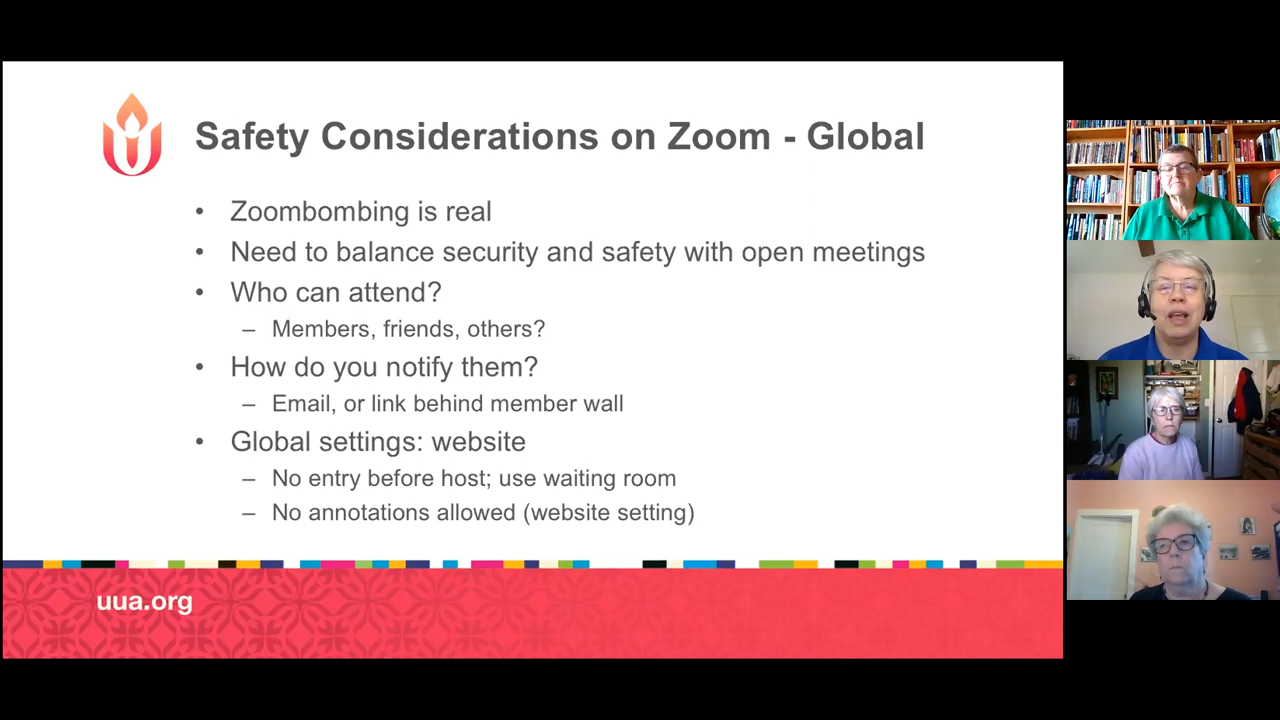 Safety Considerations on Zoom - Global
• Zoombombing is real
• Need to balance security and safety with open meetings
• Who can attend?
– Members, friends, others?
• How do you notify them?
– Email, or link behind member wall
• Global settings: website
– No entry before host; use waiting room
– No annotations allowed (website setting)
uua.org